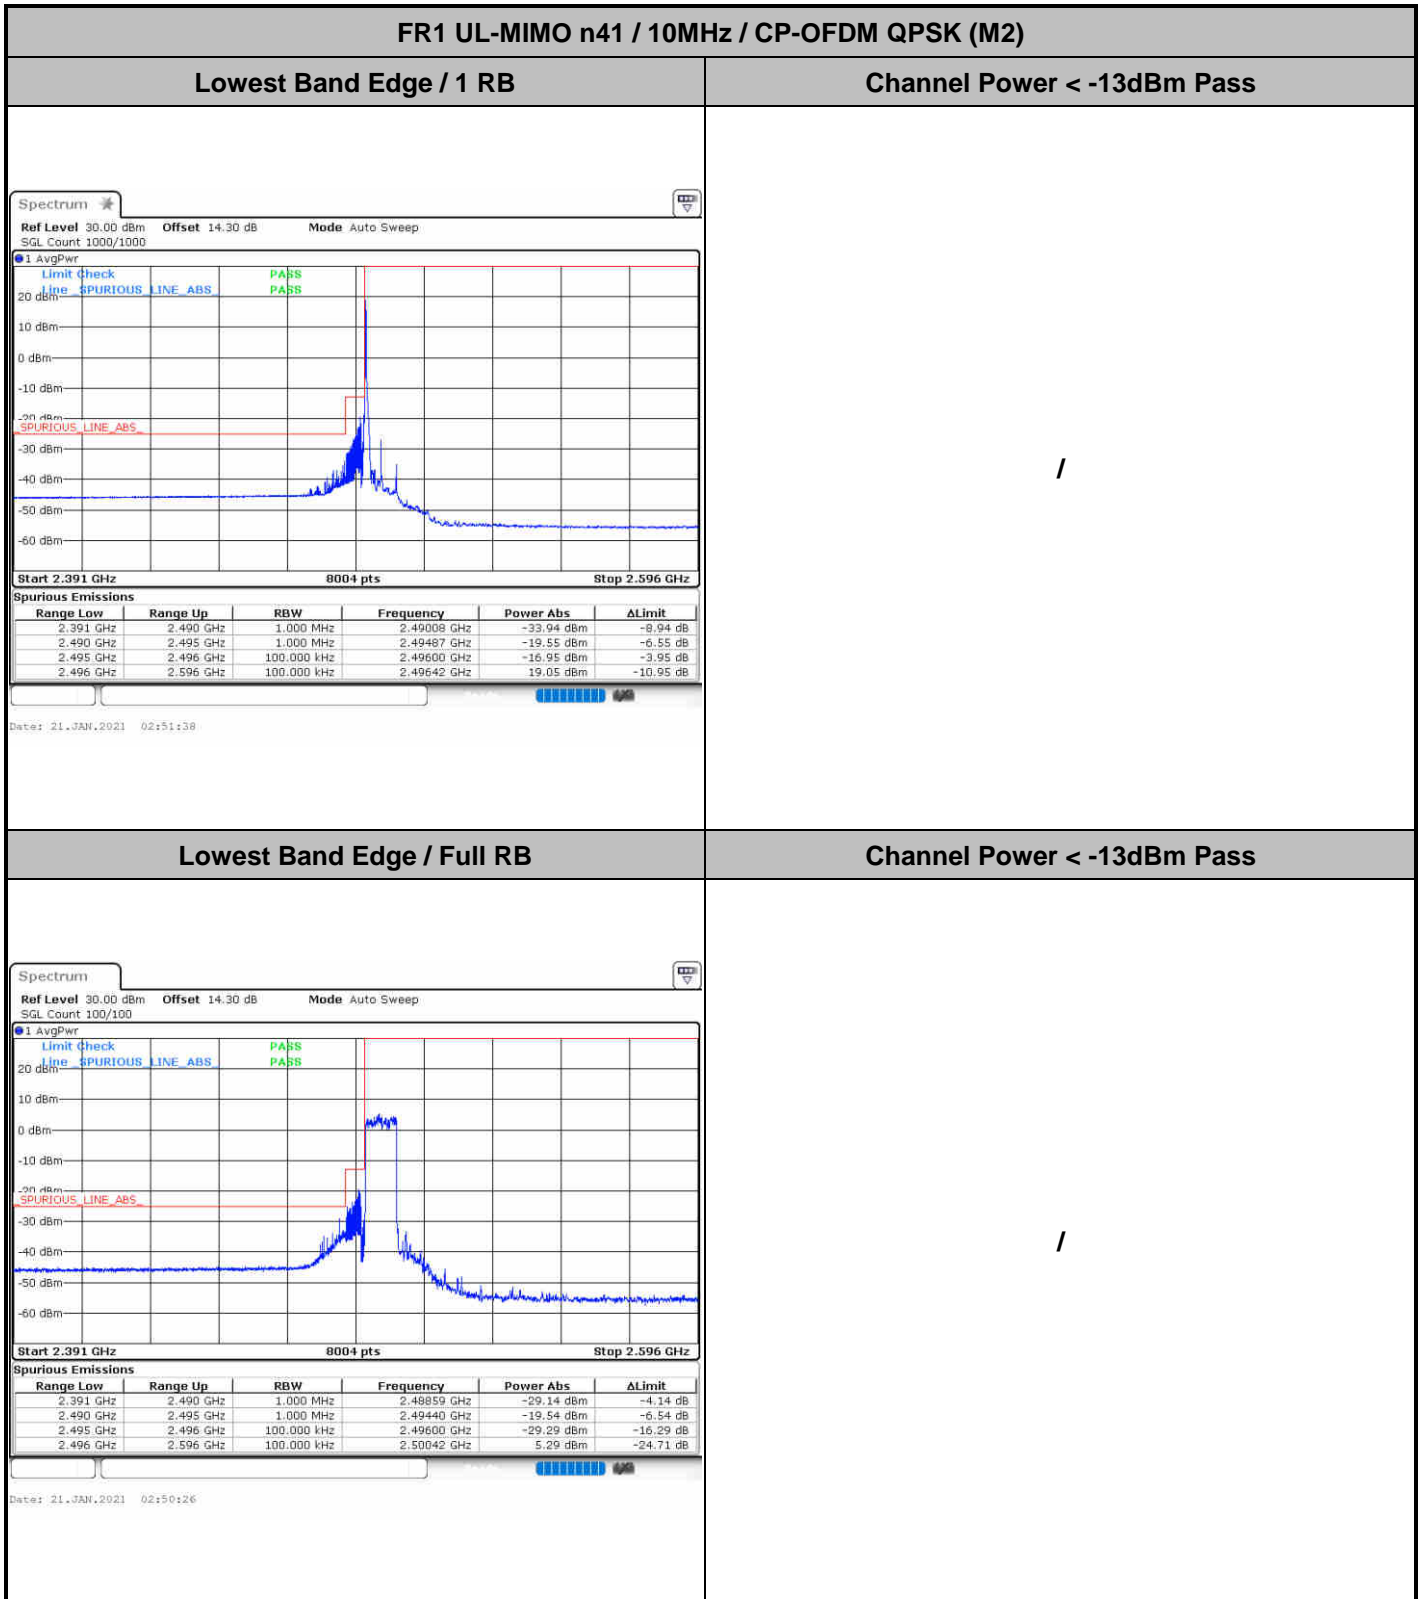 FR1 UL-MIMO n41 / 10MHz / CP-OFDM QPSK (M2)
Lowest Band Edge / 1 RB
Channel Power < -13dBm Pass
Spectrum
Ref Level 30.00 dBm Offset 14.30 dB Mode Auto Sweep
SGL Count 1000/1000
1 AvgPwr
Limit Check PASS
Line _SPURIOUS_LINE_ABS_ PASS
20 dBm
10 dBm
0 dBm
-10 dBm
-20 dBm
_SPURIOUS_LINE_ABS_
-30 dBm
-40 dBm
-50 dBm
-60 dBm
Start 2.391 GHz 8004 pts Stop 2.596 GHz
Spurious Emissions
Range Low Range Up RBW Frequency Power Abs ΔLimit
2.391 GHz 2.490 GHz 1.000 MHz 2.49008 GHz -33.94 dBm -8.94 dB
2.490 GHz 2.495 GHz 1.000 MHz 2.49487 GHz -19.55 dBm -6.55 dB
2.495 GHz 2.496 GHz 100.000 kHz 2.49600 GHz -16.95 dBm -3.95 dB
2.496 GHz 2.596 GHz 100.000 kHz 2.49642 GHz 19.05 dBm -10.95 dB
Date: 21.JAN.2021 02:51:38
/
Lowest Band Edge / Full RB
Channel Power < -13dBm Pass
Spectrum
Ref Level 30.00 dBm Offset 14.30 dB Mode Auto Sweep
SGL Count 100/100
1 AvgPwr
Limit Check PASS
Line _SPURIOUS_LINE_ABS_ PASS
20 dBm
10 dBm
0 dBm
-10 dBm
-20 dBm
_SPURIOUS_LINE_ABS_
-30 dBm
-40 dBm
-50 dBm
-60 dBm
Start 2.391 GHz 8004 pts Stop 2.596 GHz
Spurious Emissions
Range Low Range Up RBW Frequency Power Abs ΔLimit
2.391 GHz 2.490 GHz 1.000 MHz 2.48859 GHz -29.14 dBm -4.14 dB
2.490 GHz 2.495 GHz 1.000 MHz 2.49440 GHz -19.54 dBm -6.54 dB
2.495 GHz 2.496 GHz 100.000 kHz 2.49600 GHz -29.29 dBm -16.29 dB
2.496 GHz 2.596 GHz 100.000 kHz 2.50042 GHz 5.29 dBm -24.71 dB
Date: 21.JAN.2021 02:50:26
/